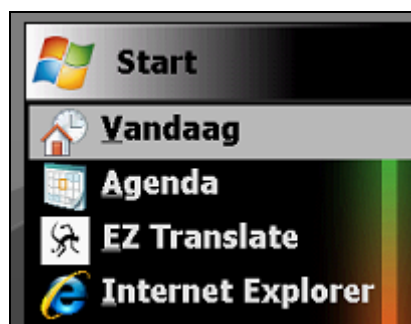 Start
Vandaag
Agenda
EZ Translate
Internet Explorer